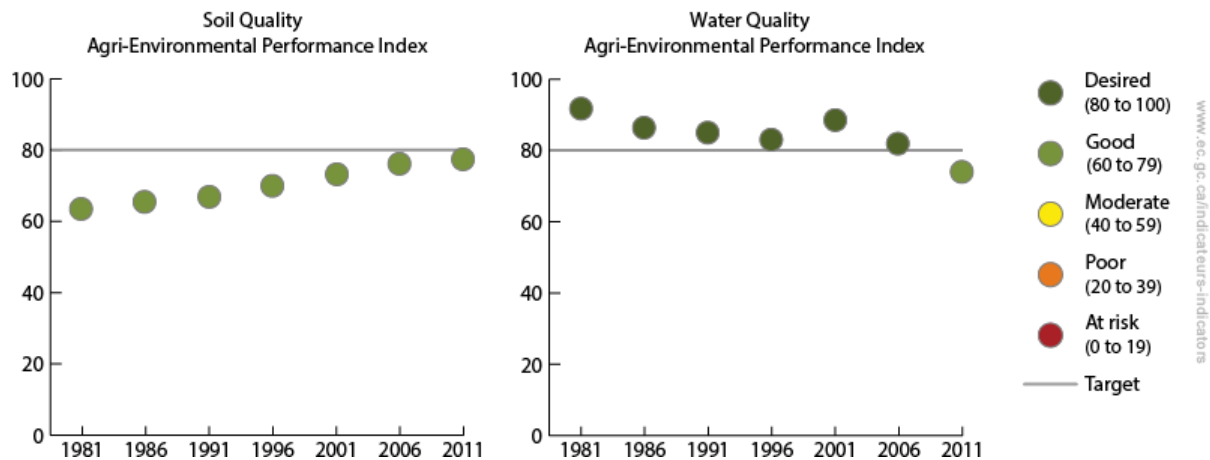 Soil Quality
Agri-Environmental Performance Index
100
80
60
40
20
0
1981 1986 1991 1996 2001 2006 2011
Water Quality
Agri-Environmental Performance Index
100
80
60
40
20
0
1981 1986 1991 1996 2001 2006 2011
Desired
(80 to 100)
Good
(60 to 79)
Moderate
(40 to 59)
Poor
(20 to 39)
At risk
(0 to 19)
Target
www.ec.gc.ca/indicateurs-indicators